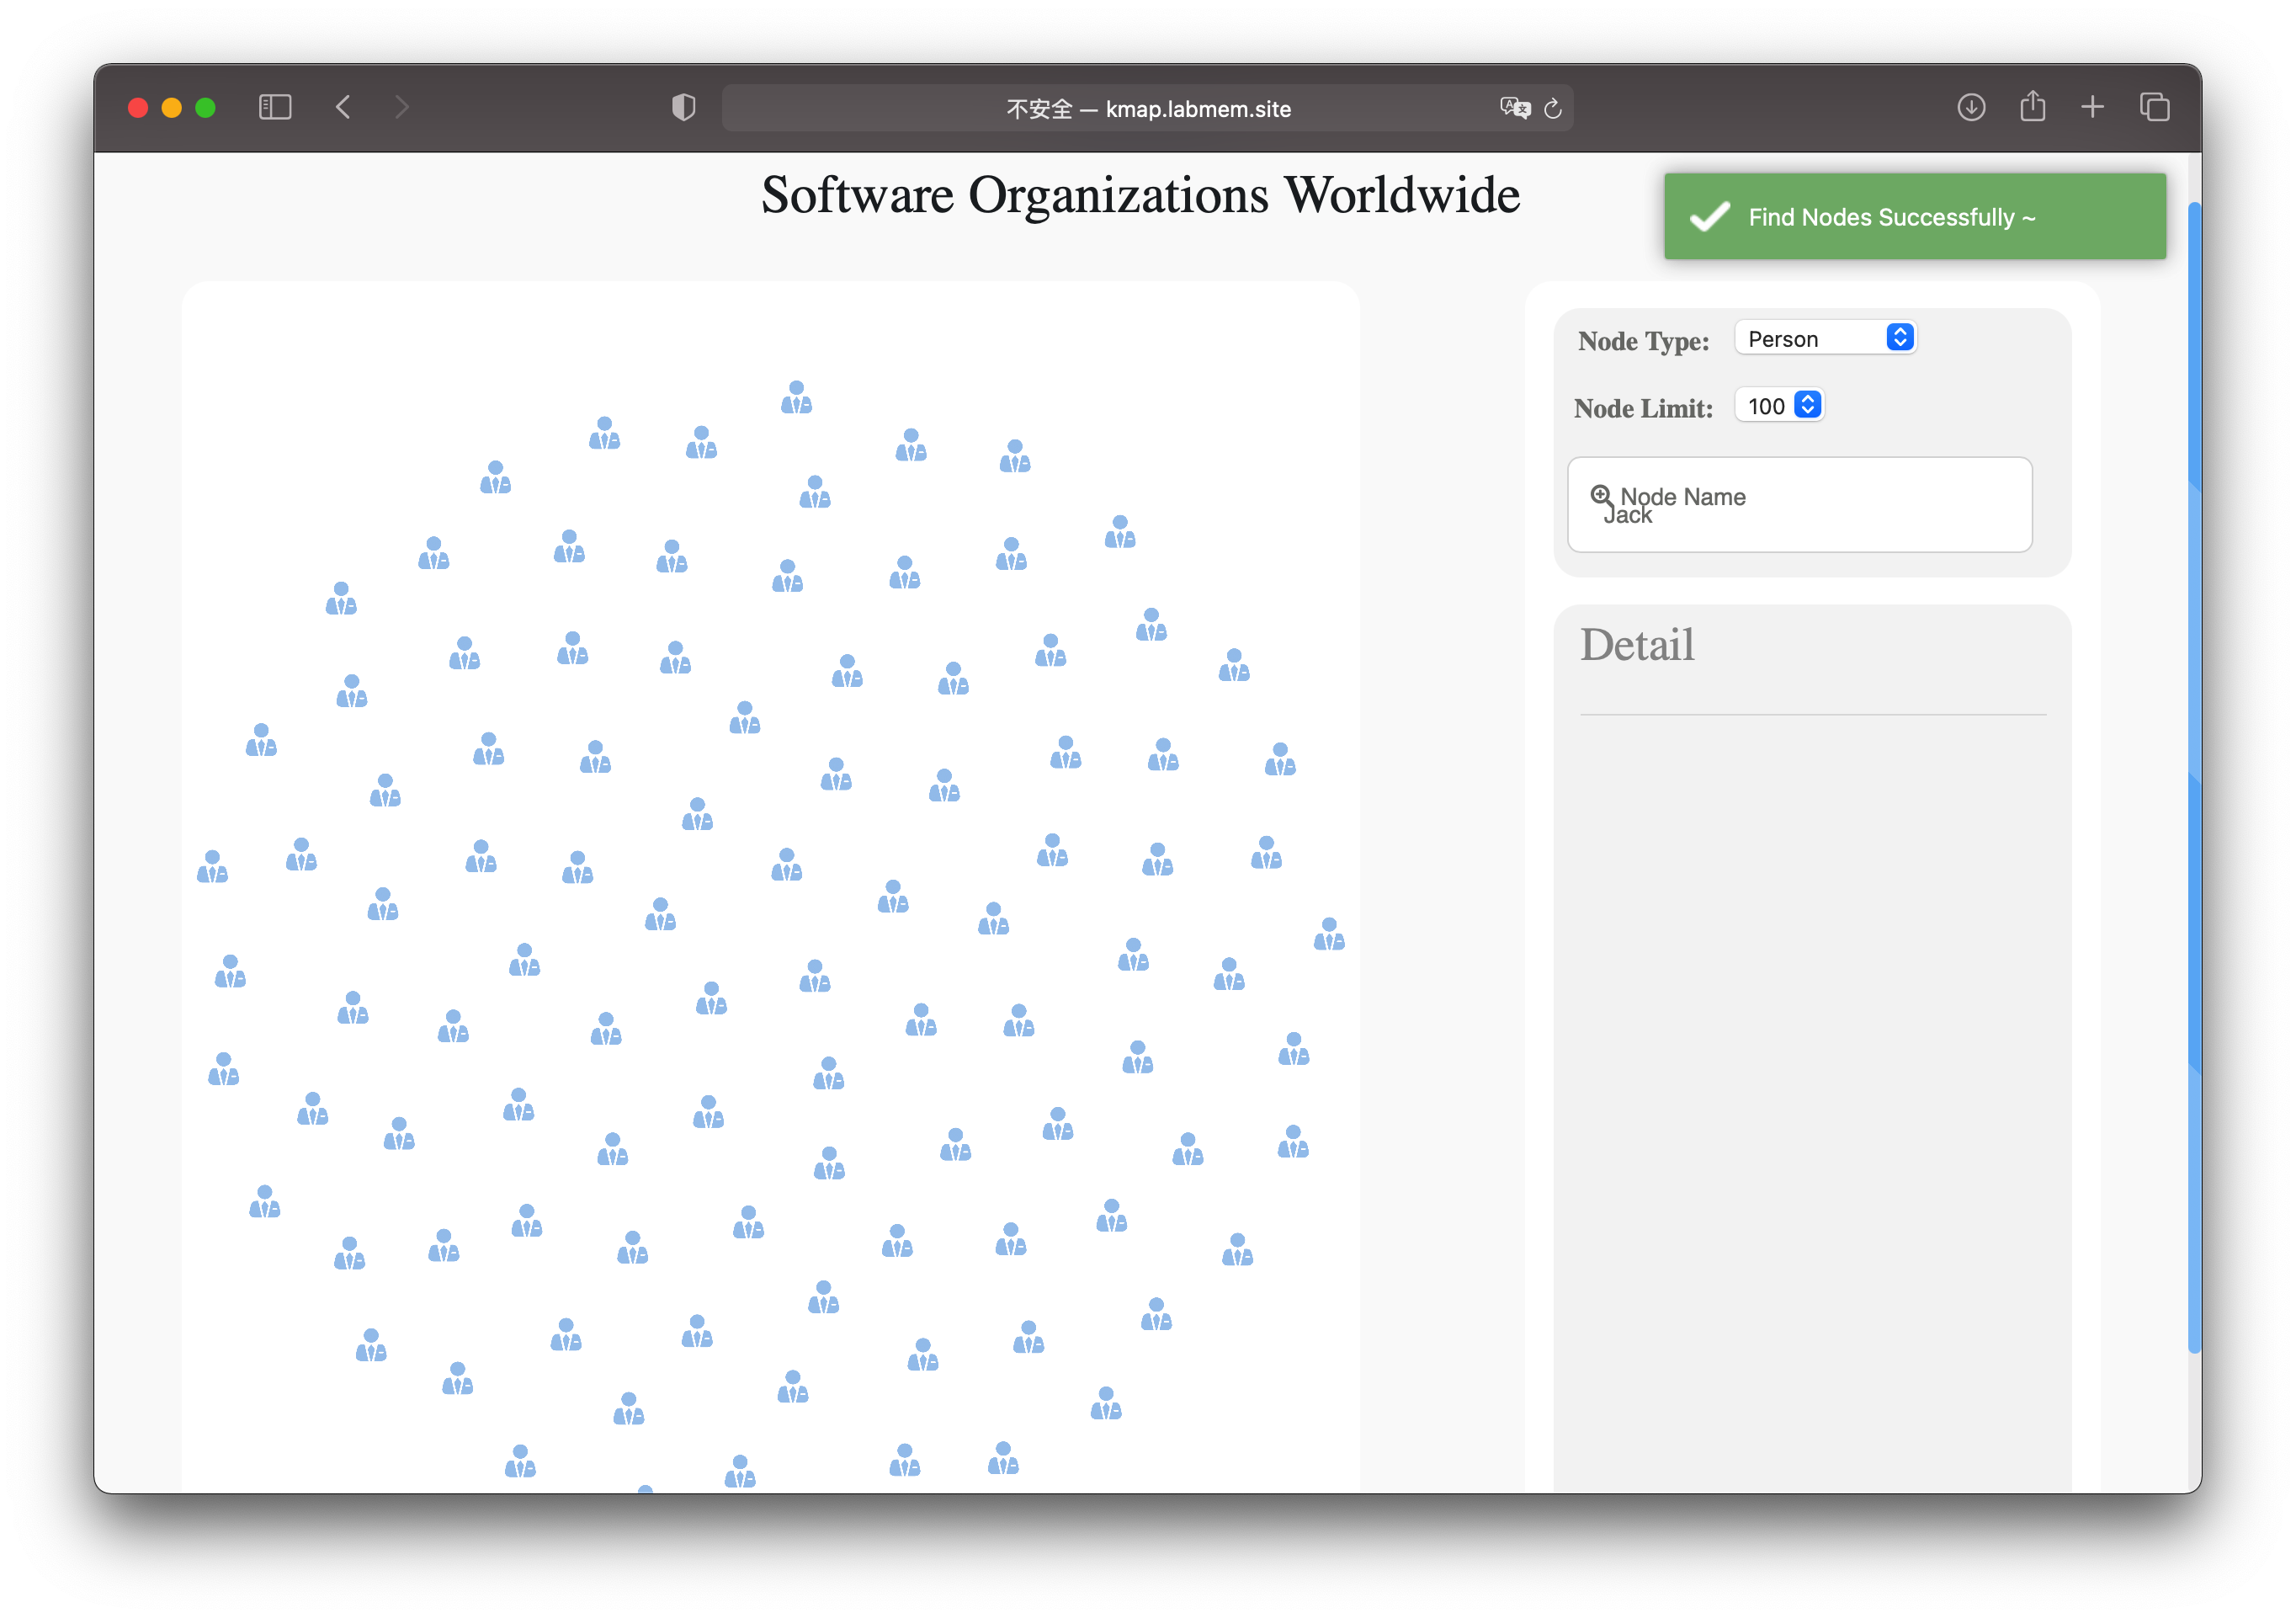 不安全 — kmap.labmem.site
Software Organizations Worldwide
Find Nodes Successfully ~
Node Type: Person
Node Limit: 100
Node Name
Jack
Detail